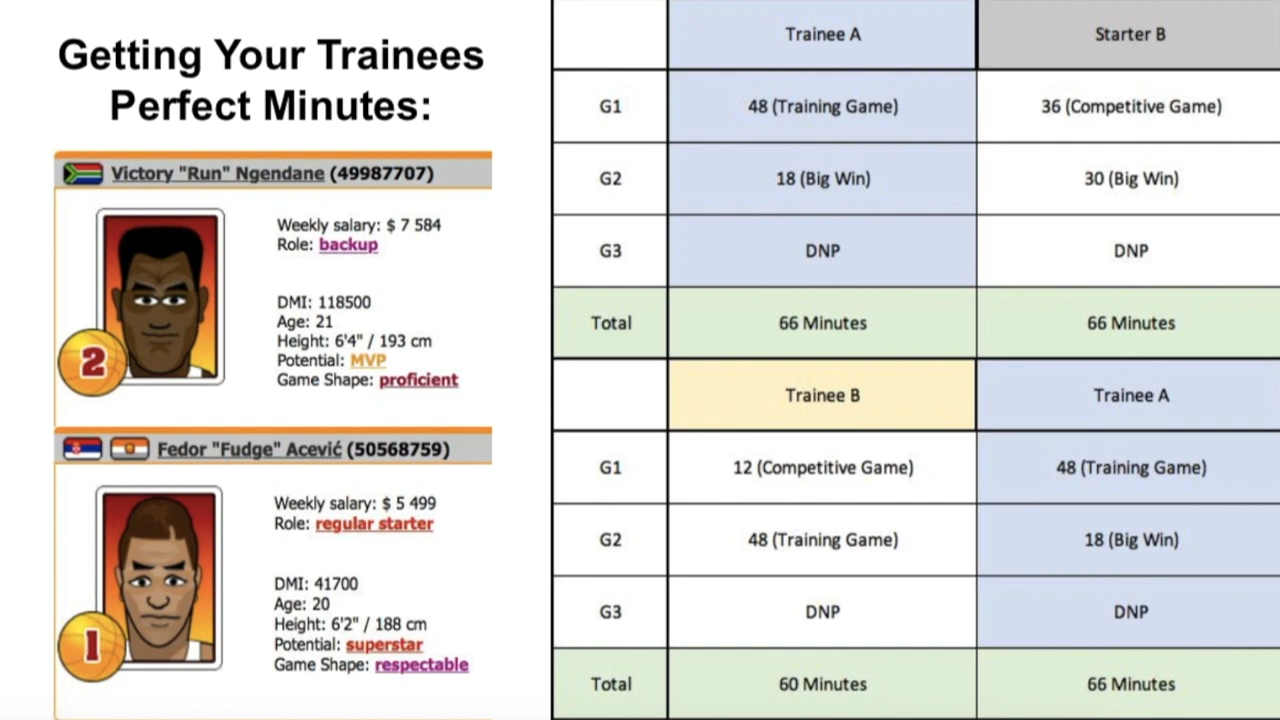 Getting Your Trainees
Perfect Minutes:
Victory "Run" Ngendane (49987707)
Weekly salary: $ 7 584
Role: backup
DMI: 118500
Age: 21
Height: 6'4" / 193 cm
Potential: MVP
Game Shape: proficient
2
Fedor "Fudge" Acević (50568759)
Weekly salary: $ 5 499
Role: regular starter
DMI: 41700
Age: 20
Height: 6'2" / 188 cm
Potential: superstar
Game Shape: respectable
1
Trainee A Starter B
G1 48 (Training Game) 36 (Competitive Game)
G2 18 (Big Win) 30 (Big Win)
G3 DNP DNP
Total 66 Minutes 66 Minutes
Trainee B Trainee A
G1 12 (Competitive Game) 48 (Training Game)
G2 48 (Training Game) 18 (Big Win)
G3 DNP DNP
Total 60 Minutes 66 Minutes